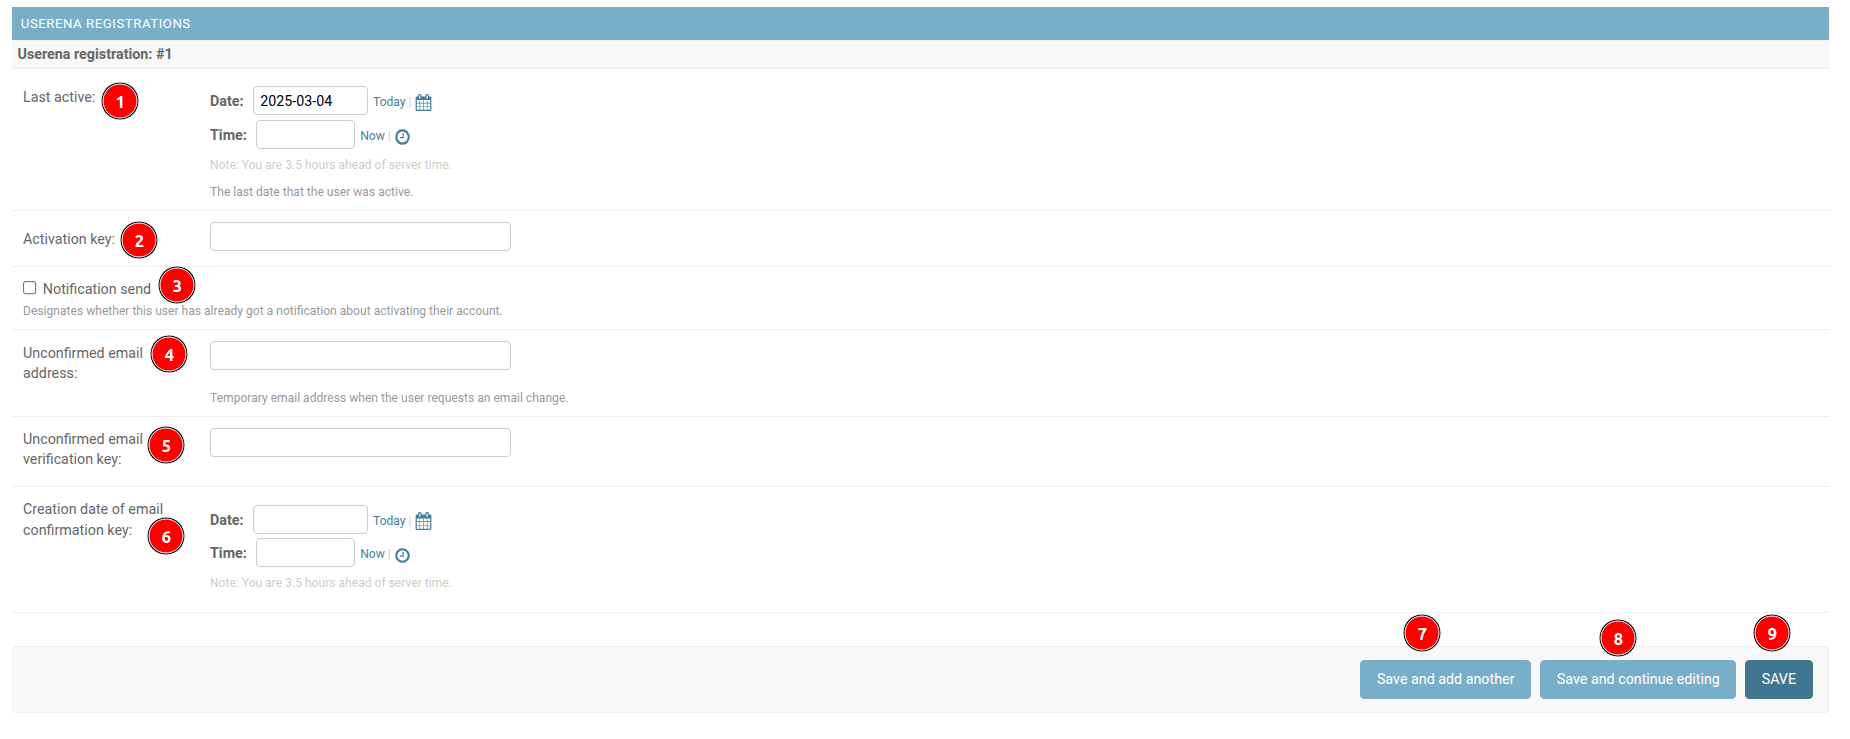 USERENA REGISTRATIONS
Userena registration: #1
Last active: 1 Date: 2025-03-04 Today |
Time: Now |
Note: You are 3.5 hours ahead of server time.
The last date that the user was active.
Activation key: 2
Notification send 3
Designates whether this user has already got a notification about activating their account.
Unconfirmed email 4
address:
Temporary email address when the user requests an email change.
Unconfirmed email 5
verification key:
Creation date of email
confirmation key: 6
Date: Today |
Time: Now |
Note: You are 3.5 hours ahead of server time.
7 8 9
Save and add another Save and continue editing SAVE